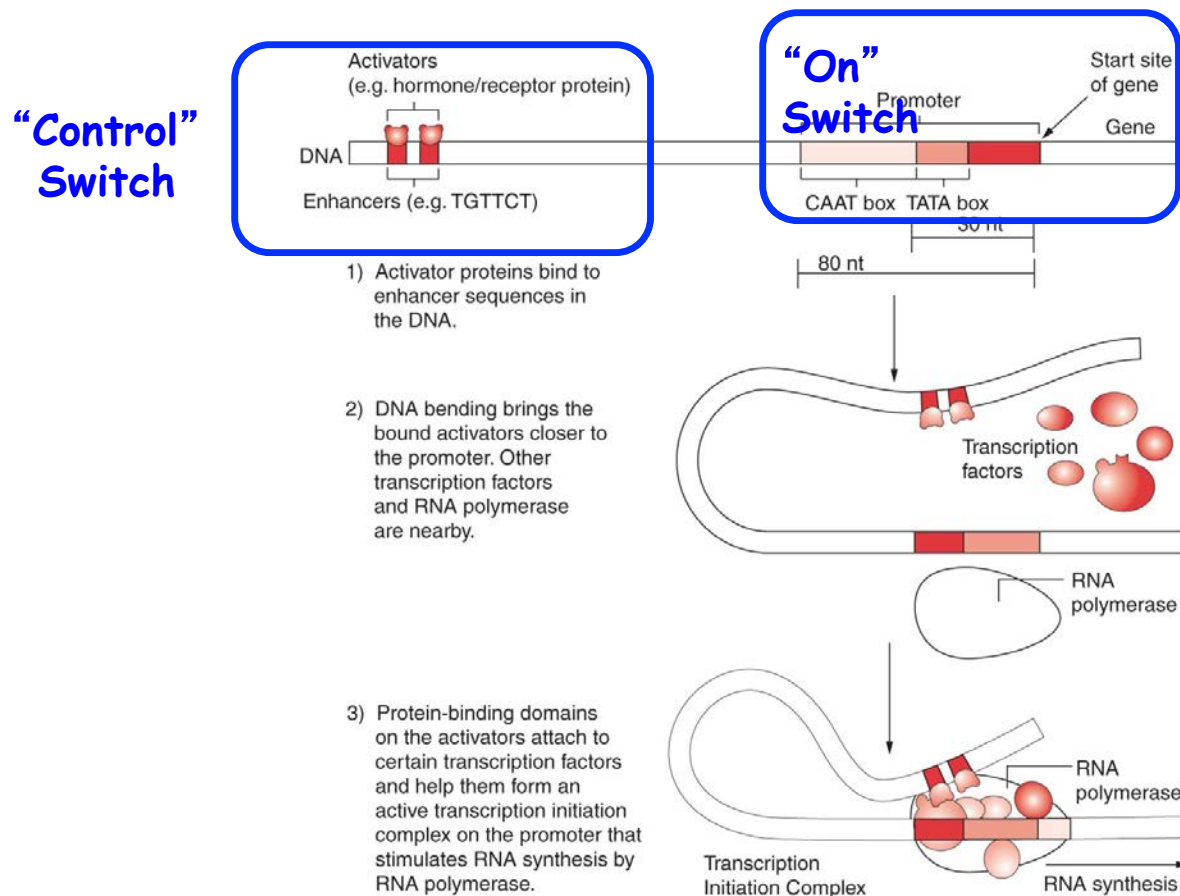 “Control”
Switch
Activators
(e.g. hormone/receptor protein)
DNA
Enhancers (e.g. TGTTCT)
“On”
Switch
Promoter
Start site
of gene
Gene
CAAT box
TATA box
30 nt
80 nt
1) Activator proteins bind to
enhancer sequences in
the DNA.
2) DNA bending brings the
bound activators closer to
the promoter. Other
transcription factors
and RNA polymerase
are nearby.
Transcription
factors
RNA
polymerase
3) Protein-binding domains
on the activators attach to
certain transcription factors
and help them form an
active transcription initiation
complex on the promoter that
stimulates RNA synthesis by
RNA polymerase.
RNA
polymerase
Transcription
Initiation Complex
RNA synthesis